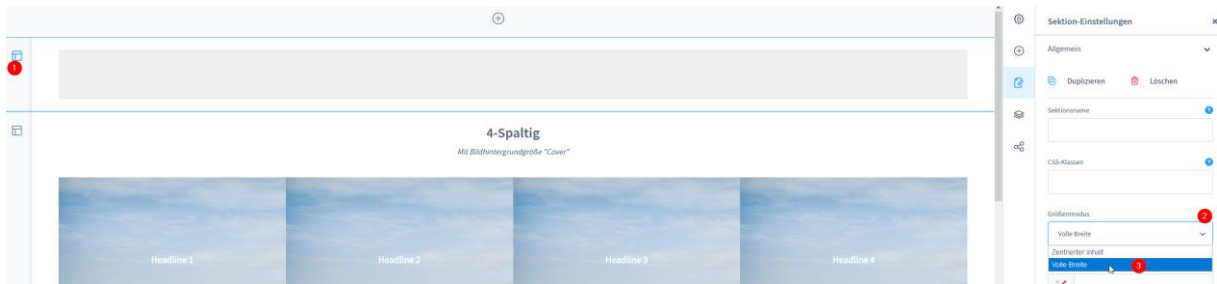 Sektion-Einstellungen
Allgemein
1
Duplizieren
Löschen
Sektionsname
4-Spaltig
Mit Bildhintergrundgröße "Cover"
CSS-Klassen
Größenmodus
2
Volle Breite
Zentrierter Inhalt
Volle Breite
3
Headline 1
Headline 2
Headline 3
Headline 4